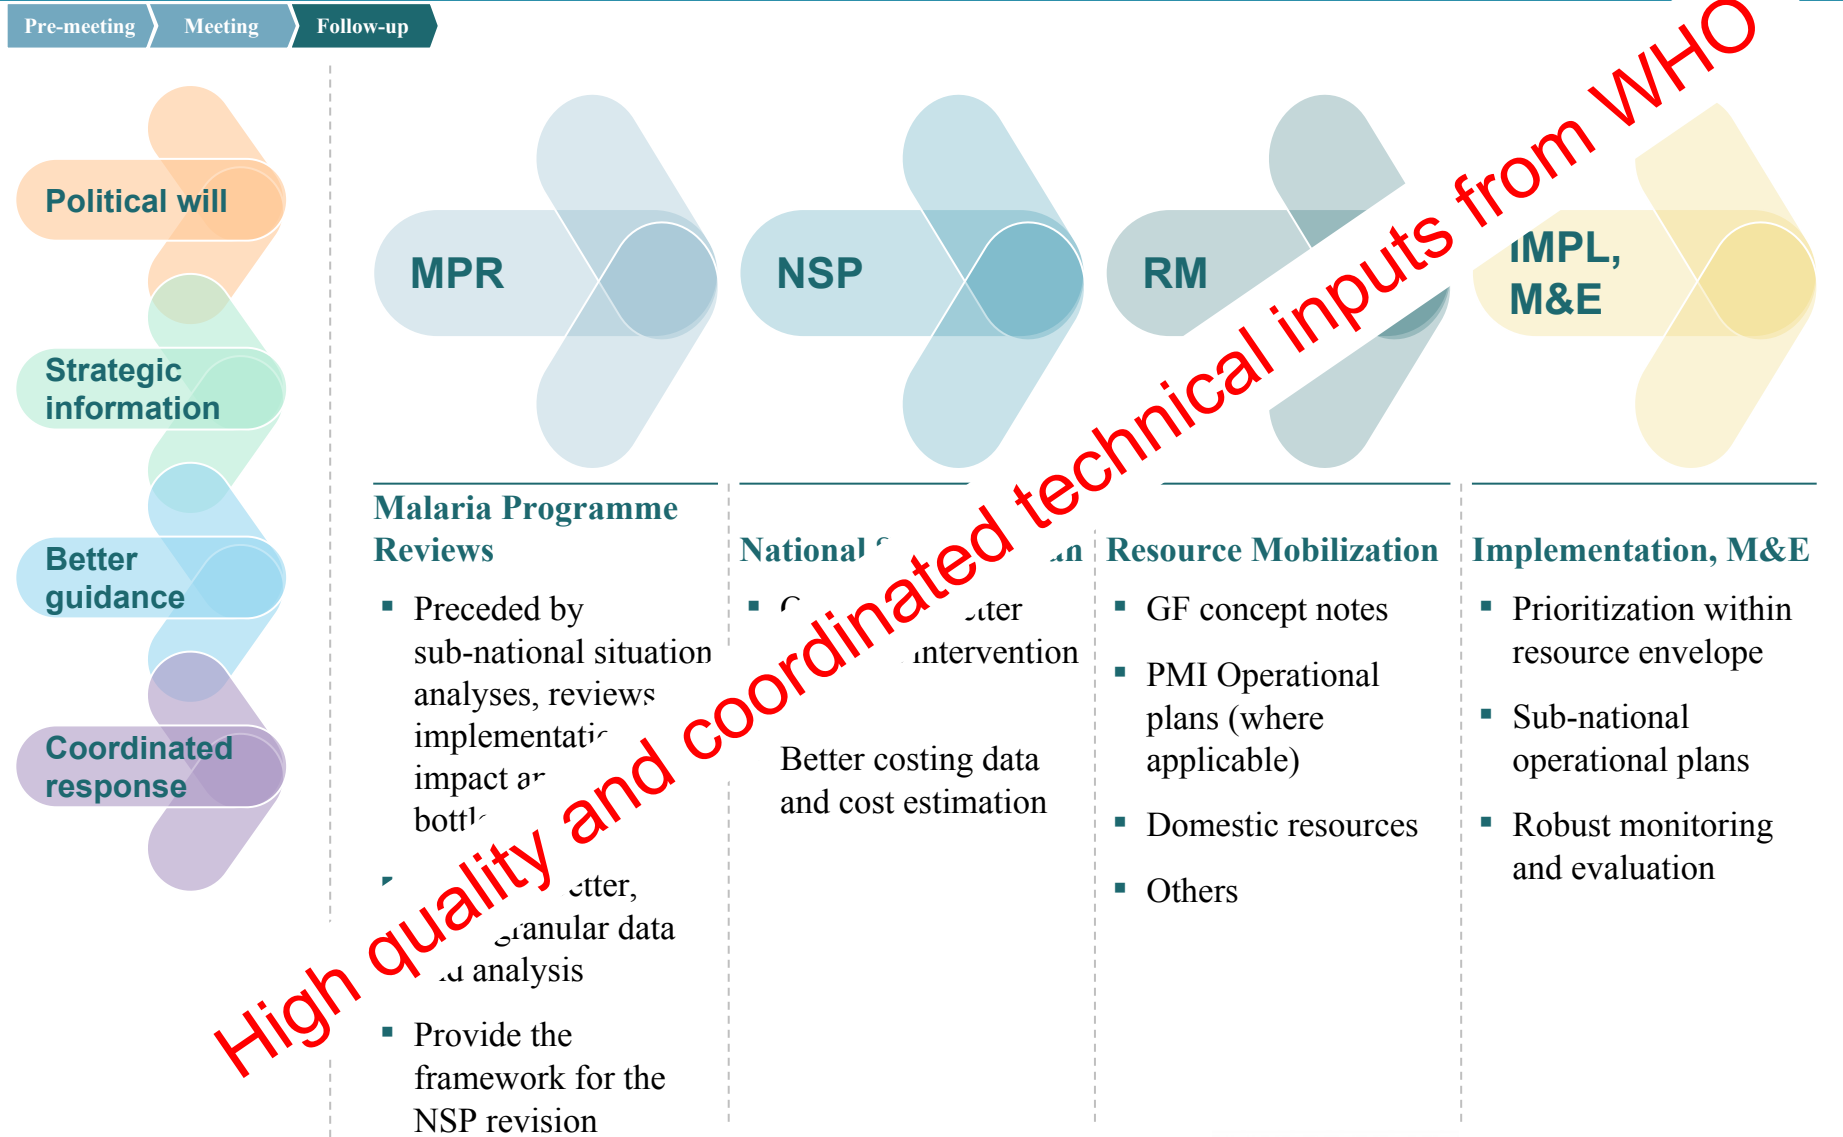 Pre-meeting
Meeting
Follow-up
Political will
Strategic
information
Better
guidance
Coordinated
response
MPR
NSP
RM
IMPL,
M&E
High quality and coordinated technical inputs from WHO
Malaria Programme
Reviews
▪ Preceded by
sub-national situation
analyses, reviews
impact
granular data
analysis
▪ Provide the
framework for the
NSP revision
National
intervention
Better costing data
and cost estimation
Resource Mobilization
▪ GF concept notes
▪ PMI Operational
plans (where
applicable)
▪ Domestic resources
▪ Others
Implementation, M&E
▪ Prioritization within
resource envelope
▪ Sub-national
operational plans
▪ Robust monitoring
and evaluation